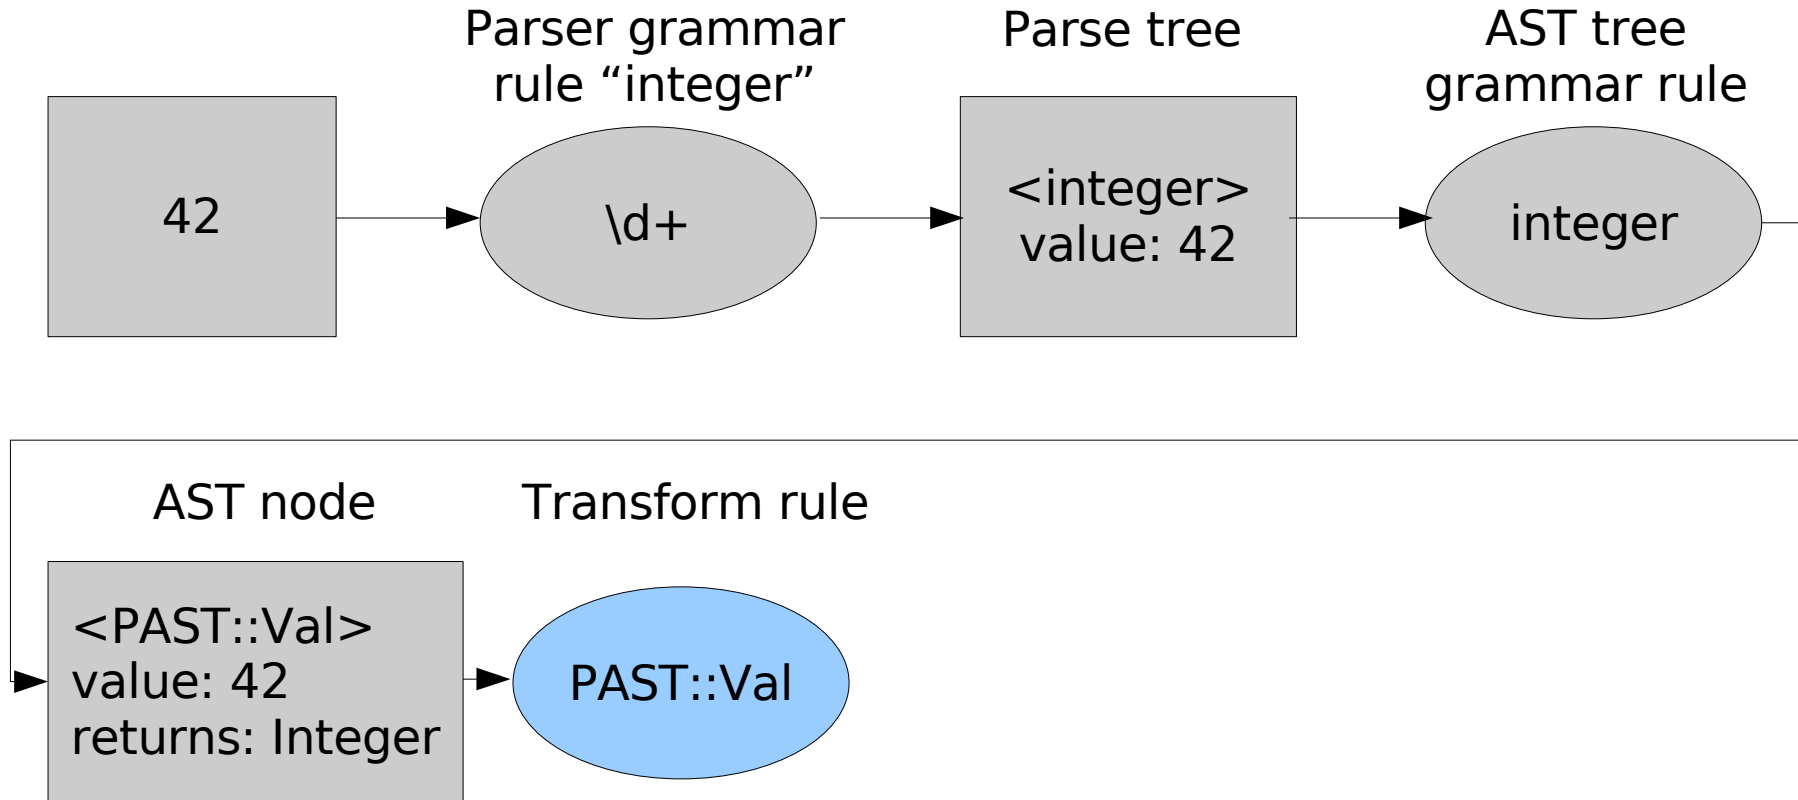 Parser grammar
rule “integer”
Parse tree
AST tree
grammar rule
42
\d+
<integer>
value: 42
integer
AST node
Transform rule
<PAST::Val>
value: 42
returns: Integer
PAST::Val